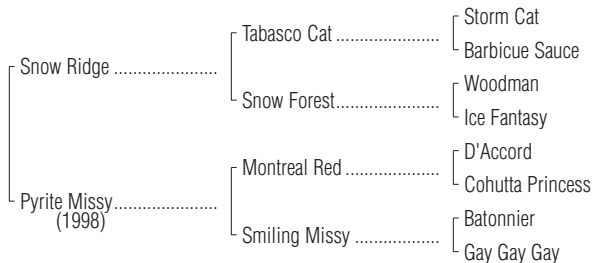 Storm Cat
Tabasco Cat ....................
Barbicue Sauce
Snow Ridge ....................
Woodman
Snow Forest....................
Ice Fantasy
D'Accord
Montreal Red ..................
Cohutta Princess
Pyrite Missy....................
(1998)
Batonnier
Smiling Missy ................
Gay Gay Gay